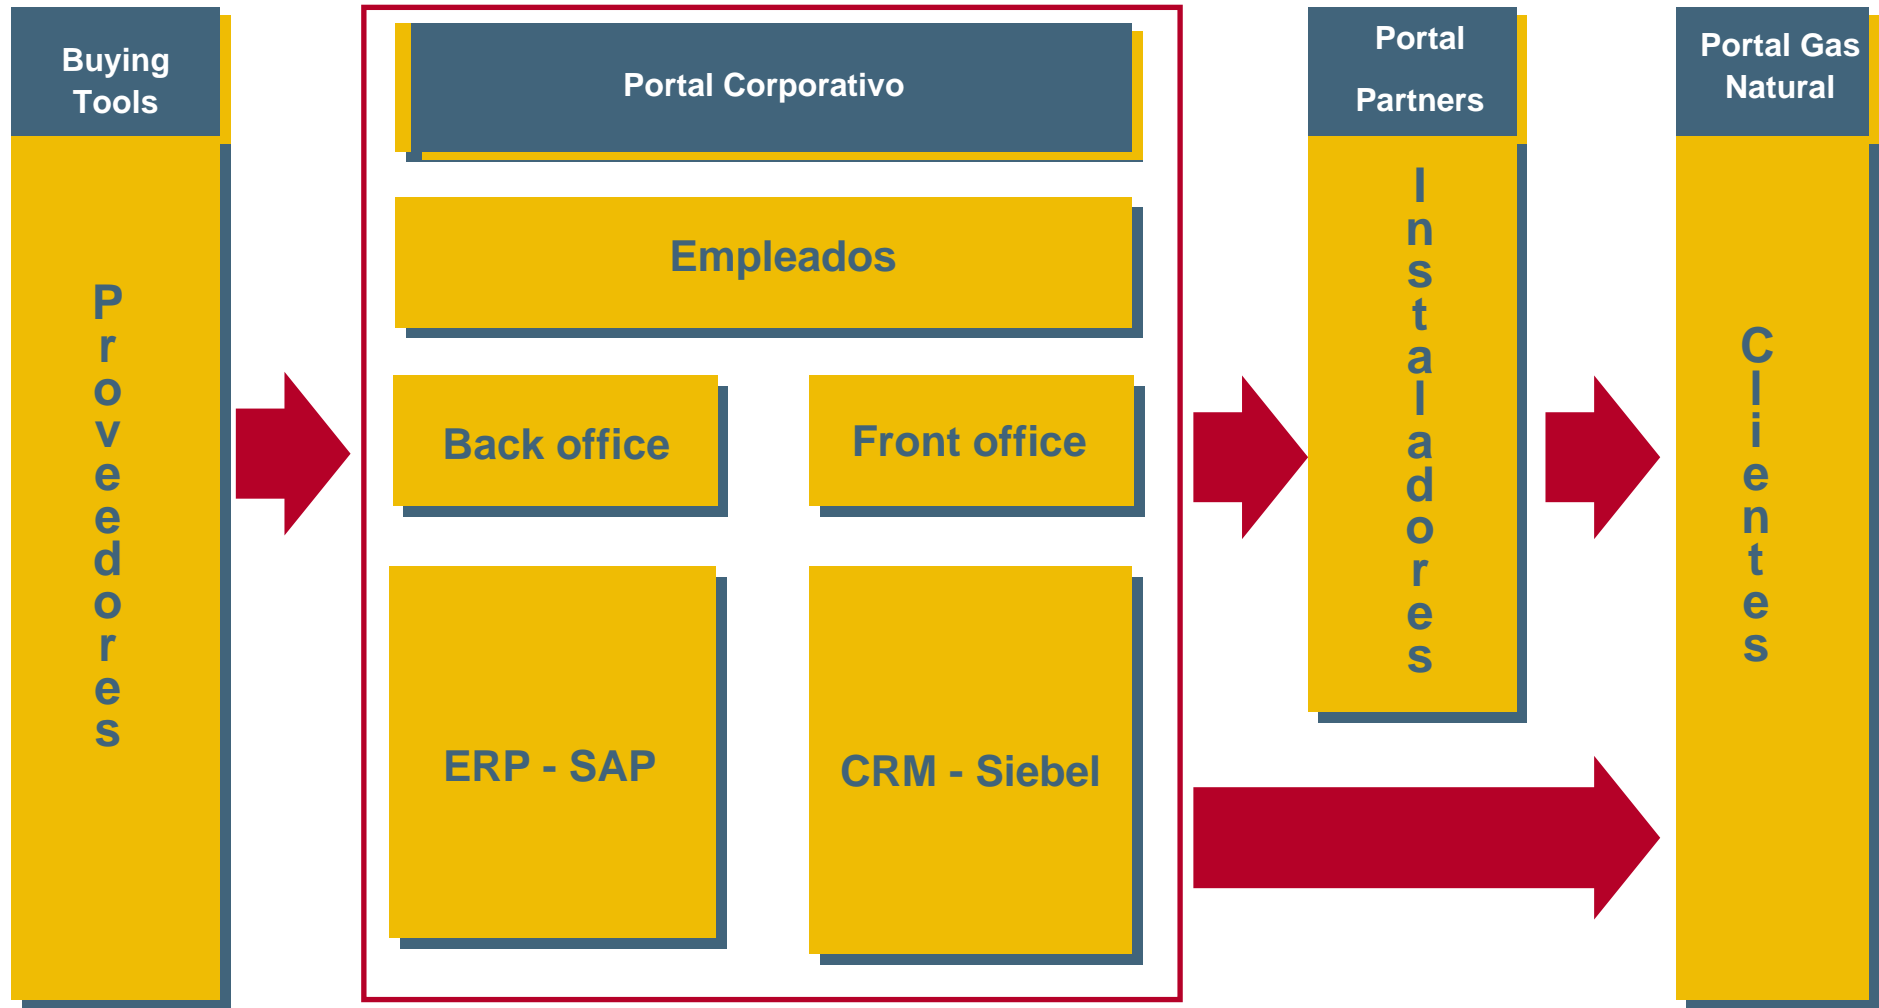 Buying
Tools
Proveedores
Portal Corporativo
Empleados
Back office
Front office
ERP - SAP
CRM - Siebel
Portal
Partners
Instaladores
Portal Gas
Natural
Clientes